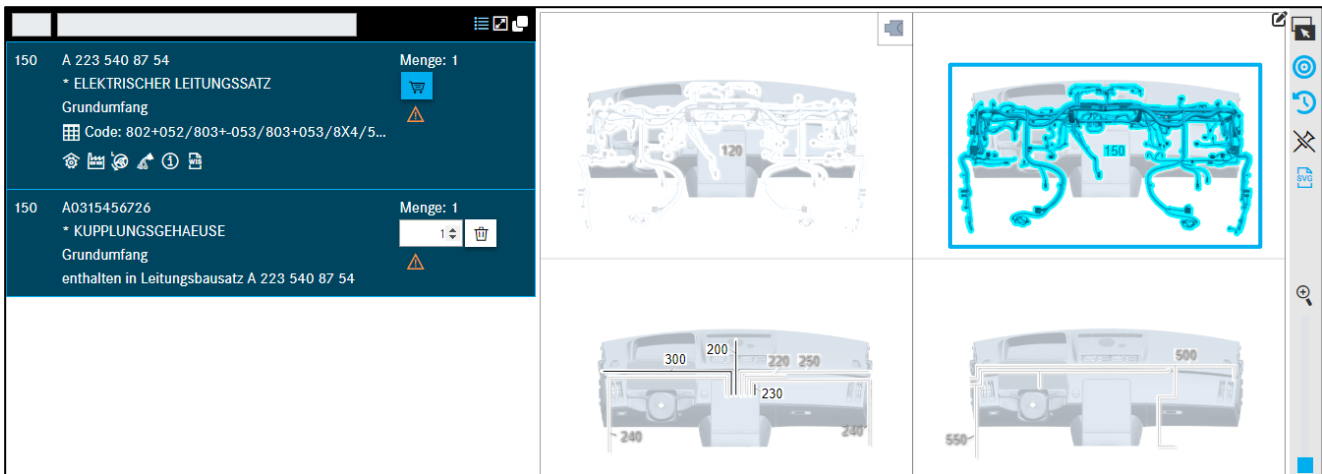 150 A 223 540 87 54 Menge: 1
* ELEKTRISCHER LEITUNGSSATZ
Grundumfang
Code: 802+052/803+-053/803+053/8X4/5...
WIS
150 A0315456726 Menge: 1
* KUPPLUNGSGEHAEUSE 1
Grundumfang
enthalten in Leitungsbausatz A 223 540 87 54
120
150
SVG
300 200 220 250
230
240 240
500
550